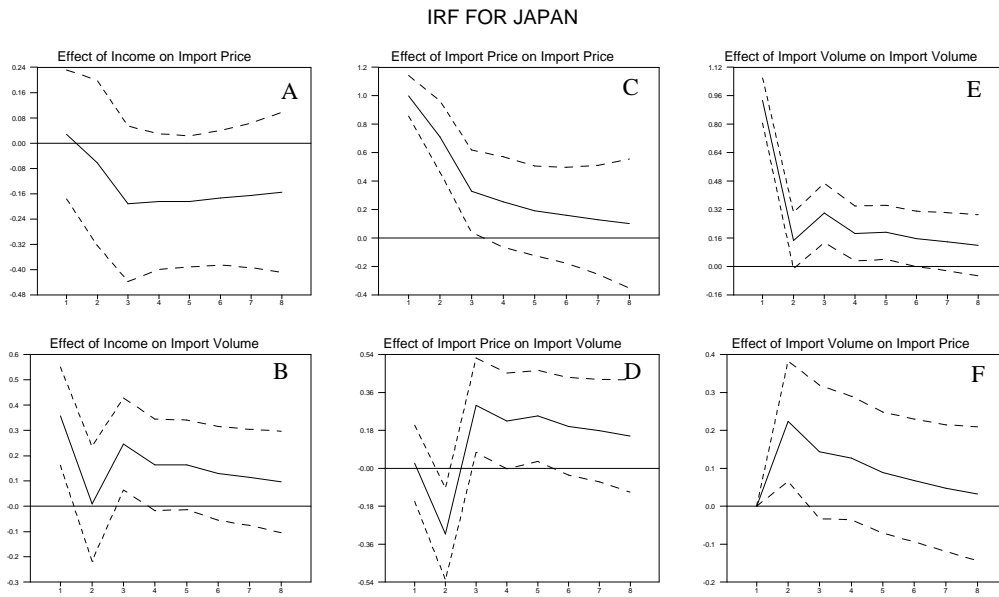 IRF FOR JAPAN
Effect of Income on Import Price
A
0.24
0.16
0.08
0.00
-0.08
-0.16
-0.24
-0.32
-0.40
-0.48
1 2 3 4 5 6 7 8
Effect of Import Price on Import Price
C
1.2
1.0
0.8
0.6
0.4
0.2
0.0
-0.2
-0.4
1 2 3 4 5 6 7 8
Effect of Import Volume on Import Volume
E
1.12
0.96
0.80
0.64
0.48
0.32
0.16
0.00
-0.16
1 2 3 4 5 6 7 8
Effect of Income on Import Volume
B
0.6
0.5
0.4
0.3
0.2
0.1
-0.0
-0.1
-0.2
-0.3
1 2 3 4 5 6 7 8
Effect of Import Price on Import Volume
D
0.54
0.36
0.18
-0.00
-0.18
-0.36
-0.54
1 2 3 4 5 6 7 8
Effect of Import Volume on Import Price
F
0.4
0.3
0.2
0.1
0.0
-0.1
-0.2
1 2 3 4 5 6 7 8